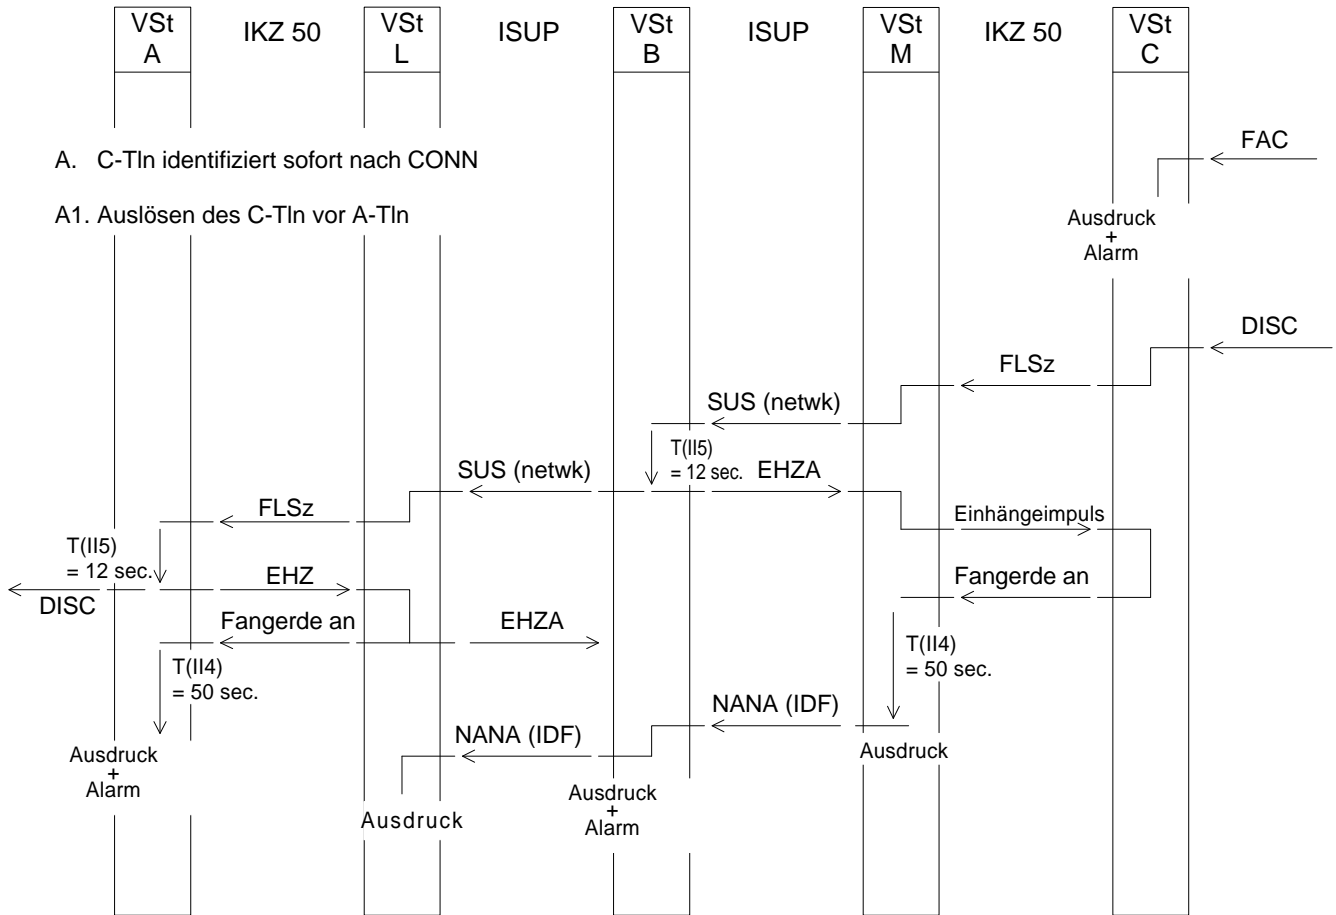 VSt A
IKZ 50
VSt L
ISUP
VSt B
ISUP
VSt M
IKZ 50
VSt C
A. C-Tln identifiziert sofort nach CONN
FAC
A1. Auslösen des C-Tln vor A-Tln
Ausdruck
+
Alarm
DISC
FLSz
SUS (netwk)
T(II5)
= 12 sec.
SUS (netwk)
EHZA
FLSz
Einhängeimpuls
T(II5)
= 12 sec.
EHZ
Fangerde an
DISC
Fangerde an
EHZA
T(II4)
= 50 sec.
T(II4)
= 50 sec.
NANA (IDF)
NANA (IDF)
Ausdruck
Ausdruck
+
Alarm
Ausdruck
+
Alarm
Ausdruck